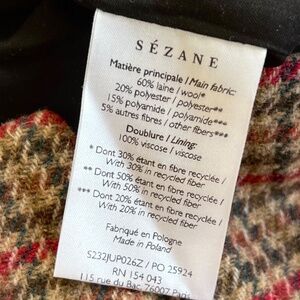 SÉZANE
Matière principale / Main fabric:
60% laine / wool*
20% polyester / polyester**
15% polyamide / polyamide***
5% autres fibres / other fibers***
Doublure / Lining:
100% viscose / viscose
* Dont 30% étant en fibre recyclée /
With 30% in recycled fiber
** Dont 50% étant en fibre recyclée /
With 50% in recycled fiber
*** Dont 20% étant en fibre recyclée /
With 20% in recycled fiber
Fabriqué en Pologne
Made in Poland
S232JUP026Z / PO 25924
RN 154 043
115 rue du Bac, 76007 Paris